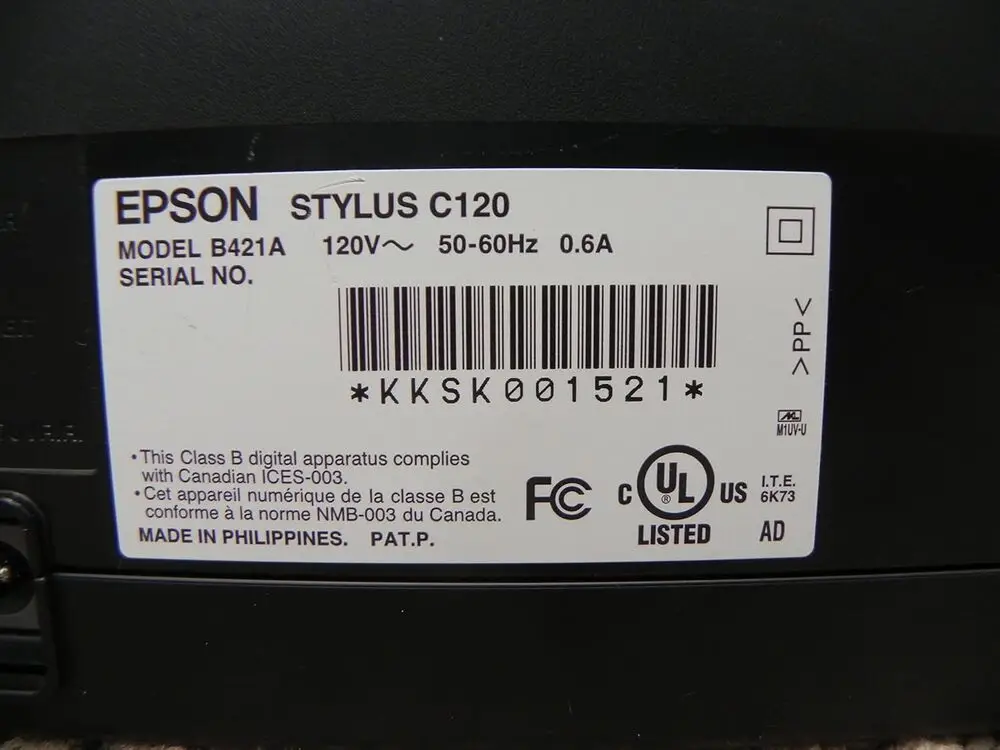 EPSON STYLUS C120
MODEL B421A 120V～ 50-60Hz 0.6A
SERIAL NO.
*KKSK001521*
>PP<
M1UV-U
•This Class B digital apparatus complies
with Canadian ICES-003.
•Cet appareil numérique de la classe B est
conforme à la norme NMB-003 du Canada.
MADE IN PHILIPPINES. PAT.P.
FC
C UL® US
LISTED
I.T.E.
6K73
AD